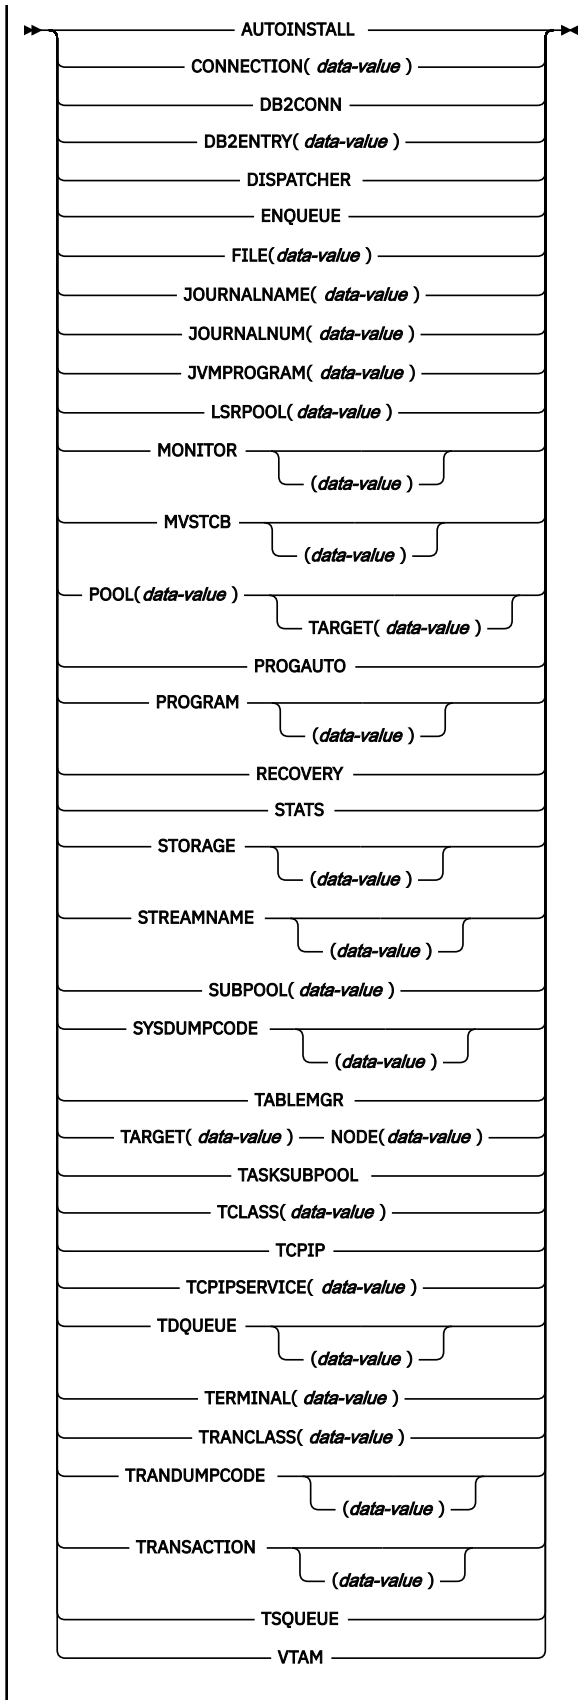 AUTOINSTALL
CONNECTION( data-value )
DB2CONN
DB2ENTRY( data-value )
DISPATCHER
ENQUEUE
FILE(data-value )
JOURNALNAME( data-value )
JOURNALNUM( data-value )
JVMPROGRAM( data-value )
LSRPOOL(data-value )
MONITOR
(data-value )
MVSTCB
(data-value )
POOL(data-value )
TARGET( data-value )
PROGAUTO
PROGRAM
(data-value )
RECOVERY
STATS
STORAGE
(data-value )
STREAMNAME
(data-value )
SUBPOOL( data-value )
SYSDUMPCODE
(data-value )
TABLEMGR
TARGET( data-value ) NODE(data-value )
TASKSUBPOOL
TCLASS( data-value )
TCPIP
TCPIPSERVICE( data-value )
TDQUEUE
(data-value )
TERMINAL( data-value )
TRANCLASS( data-value )
TRANDUMPCODE
(data-value )
TRANSACTION
(data-value )
TSQUEUE
VTAM